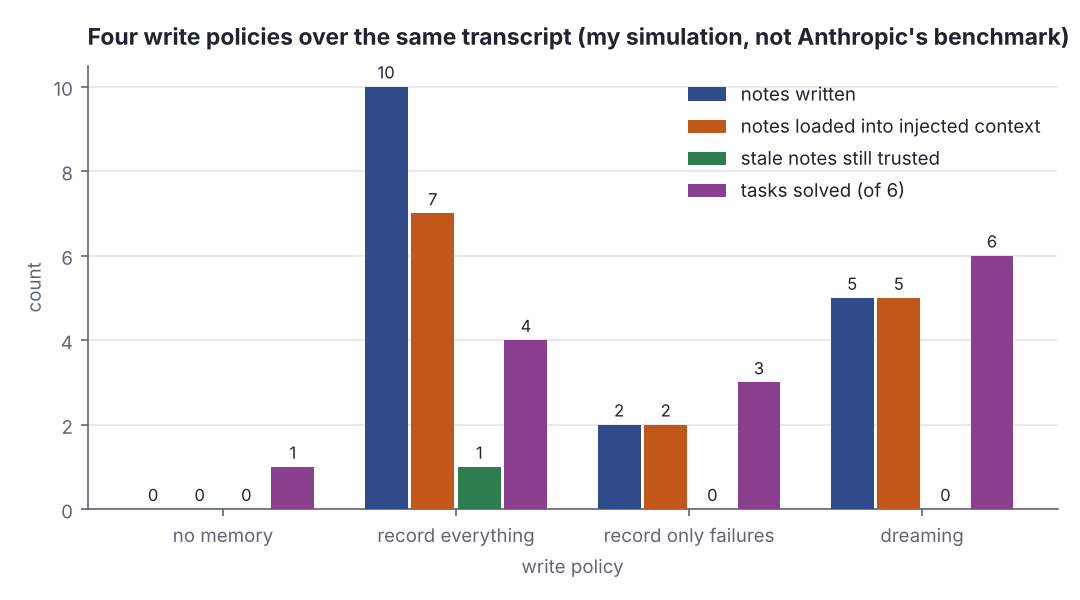 Four write policies over the same transcript (my simulation, not Anthropic's benchmark)
notes written
notes loaded into injected context
stale notes still trusted
tasks solved (of 6)
count
10
8
6
4
2
0
0 0 0 1
10 7 1 4
2 2 0 3
5 5 0 6
no memory record everything record only failures dreaming
write policy